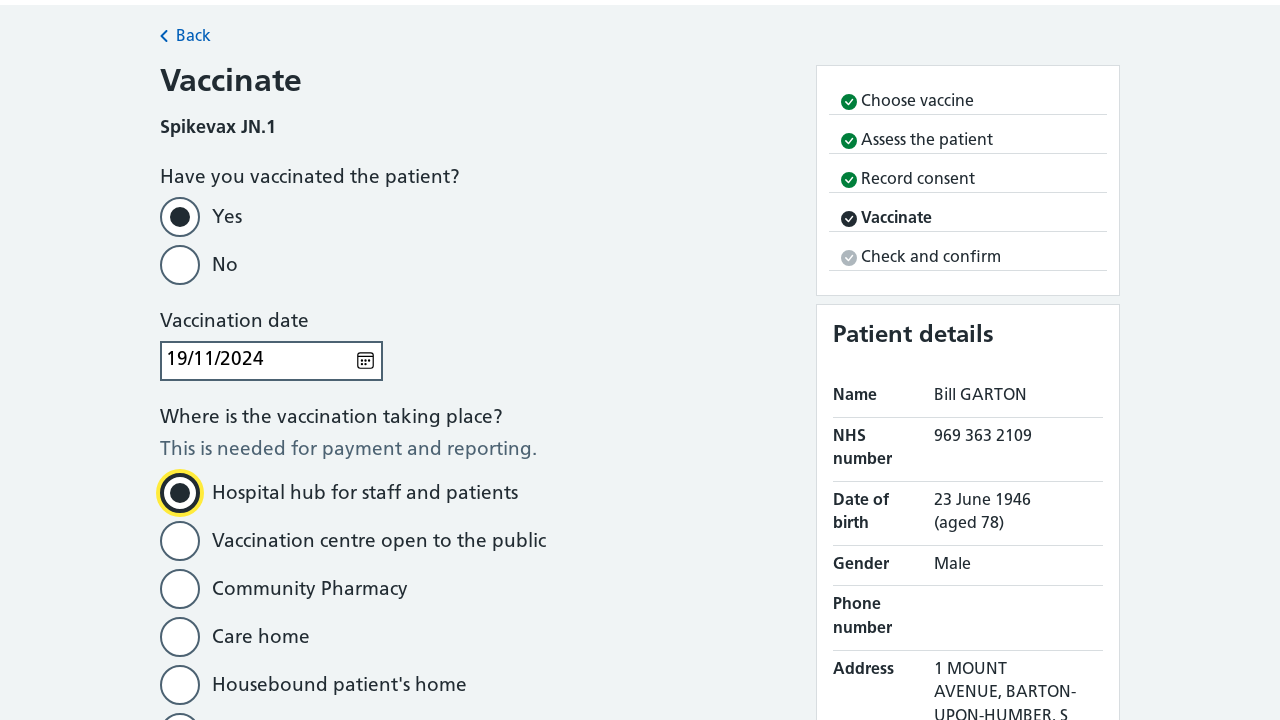 Back
Vaccinate
Spikevax JN.1
Have you vaccinated the patient?
Yes
No
Vaccination date
19/11/2024
Where is the vaccination taking place?
This is needed for payment and reporting.
Hospital hub for staff and patients
Vaccination centre open to the public
Community Pharmacy
Care home
Housebound patient's home
Choose vaccine
Assess the patient
Record consent
Vaccinate
Check and confirm
Patient details
Name Bill GARTON
NHS 969 363 2109
number
Date of 23 June 1946
birth (aged 78)
Gender Male
Phone
number
Address 1 MOUNT
AVENUE, BARTON-
UPON-HUMBER, S